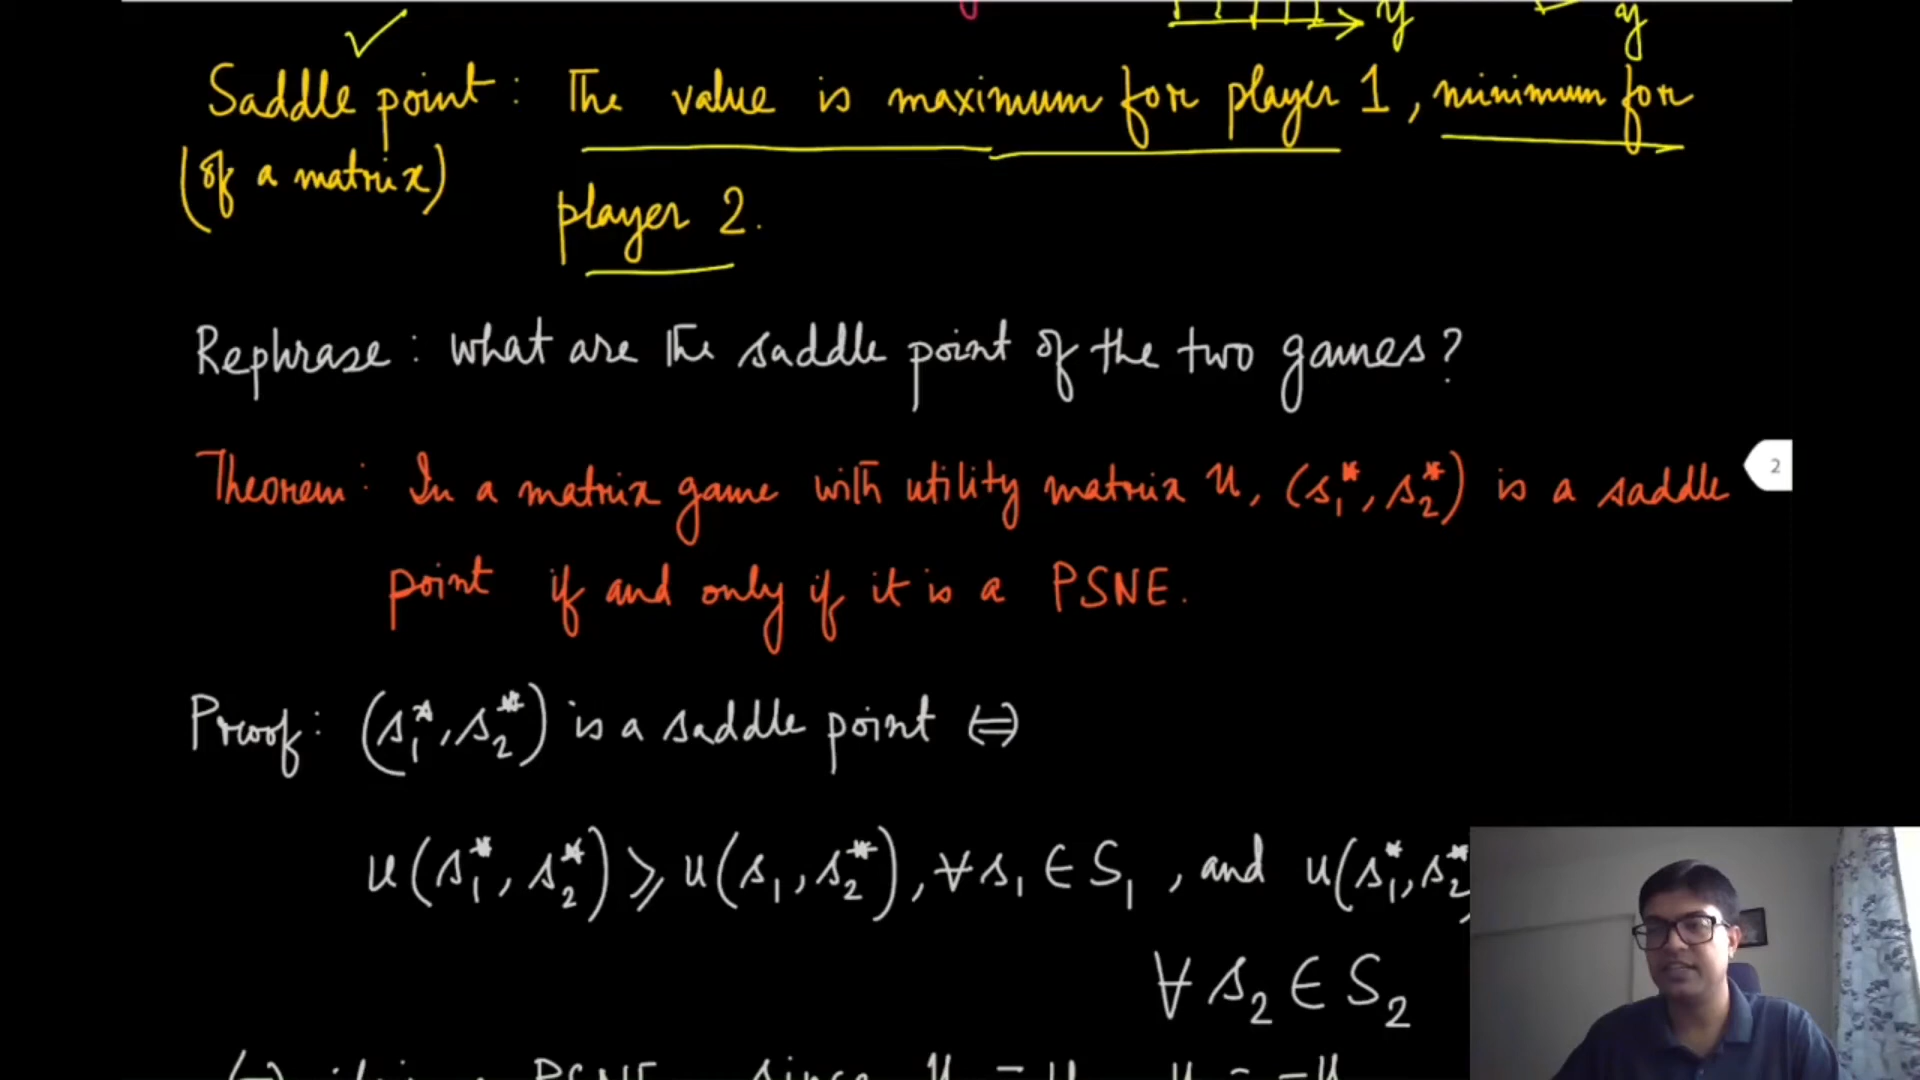 y y
Saddle point : The value is maximum for player 1, minimum for
(of a matrix) player 2.
Rephrase : what are the saddle point of the two games?
Theorem : In a matrix game with utility matrix u, (s₁*, s₂*) is a saddle
2
point if and only if it is a PSNE.
Proof : (s₁*, s₂*) is a saddle point ⇔
u(s₁*, s₂*) ≥ u(s₁, s₂*), ∀ s₁ ∈ S₁, and u(s₁*, s₂*
∀ s₂ ∈ S₂
PSNE since u = u u = -u